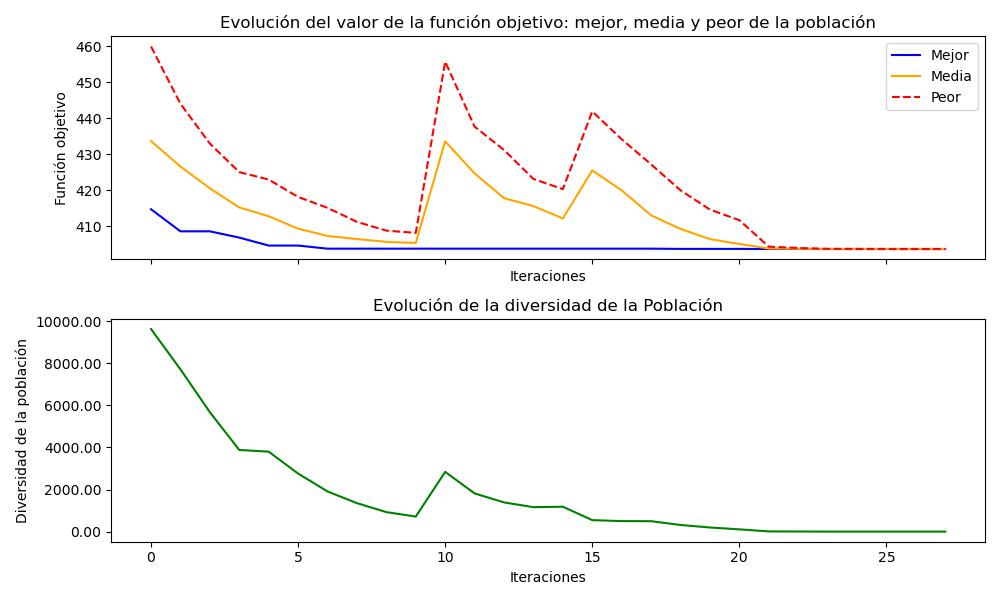 Evolución del valor de la función objetivo: mejor, media y peor de la población
460
450
440
430
420
410
Función objetivo
Mejor
Media
Peor
Iteraciones
Evolución de la diversidad de la Población
10000.00
8000.00
6000.00
4000.00
2000.00
0.00
Diversidad de la población
0 5 10 15 20 25
Iteraciones